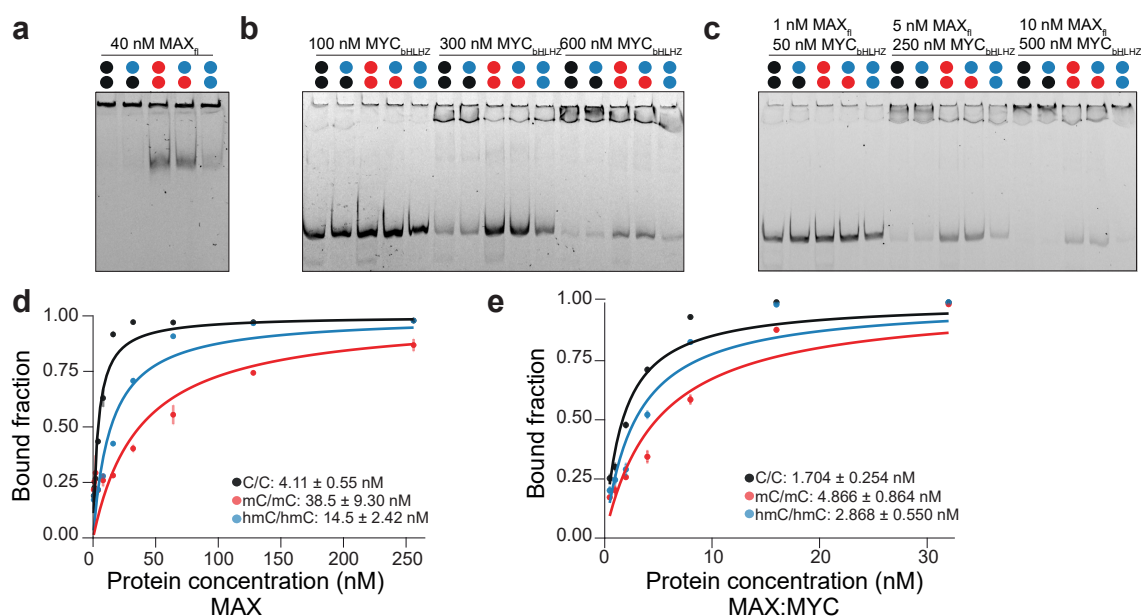 a
40 nM MAXfl
b
100 nM MYCbHLHZ 300 nM MYCbHLHZ 600 nM MYCbHLHZ
c
1 nM MAXfl 5 nM MAXfl 10 nM MAXfl
50 nM MYCbHLHZ 250 nM MYCbHLHZ 500 nM MYCbHLHZ
d
1.00
0.75
0.50
0.25
0.00
Bound fraction
C/C: 4.11 ± 0.55 nM
mC/mC: 38.5 ± 9.30 nM
hmC/hmC: 14.5 ± 2.42 nM
0 50 100 150 200 250
Protein concentration (nM)
MAX
e
1.00
0.75
0.50
0.25
0.00
Bound fraction
C/C: 1.704 ± 0.254 nM
mC/mC: 4.866 ± 0.864 nM
hmC/hmC: 2.868 ± 0.550 nM
0 10 20 30
Protein concentration (nM)
MAX:MYC